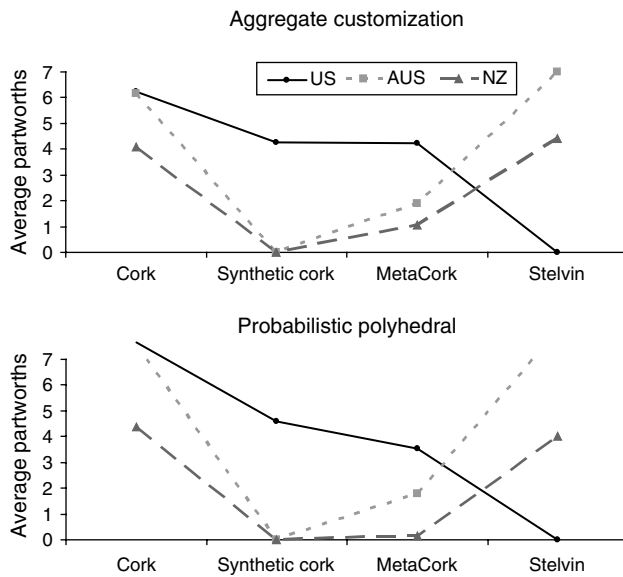 Aggregate customization
US AUS NZ
Average partworths
7
6
5
4
3
2
1
0
Cork Synthetic cork MetaCork Stelvin
Probabilistic polyhedral
Average partworths
7
6
5
4
3
2
1
0
Cork Synthetic cork MetaCork Stelvin